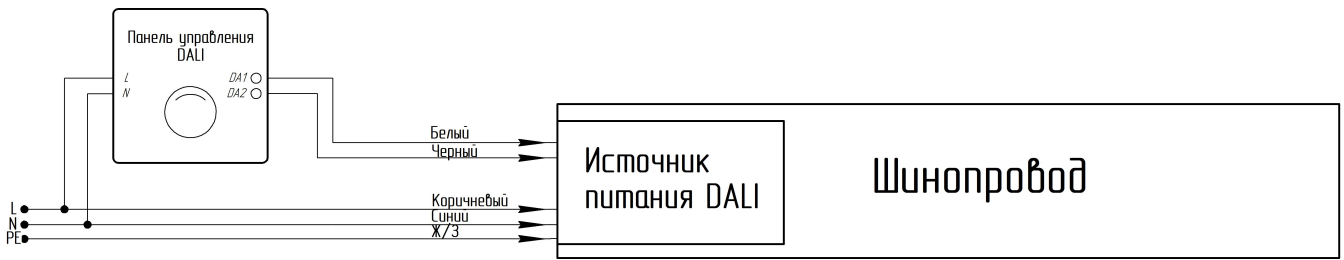 Панель управления
DALI
L
DA1
N
DA2
Белый
Черный
Источник
питания DALI
Шинопровод
Коричневый
L
Синий
N
Ж/З
PE